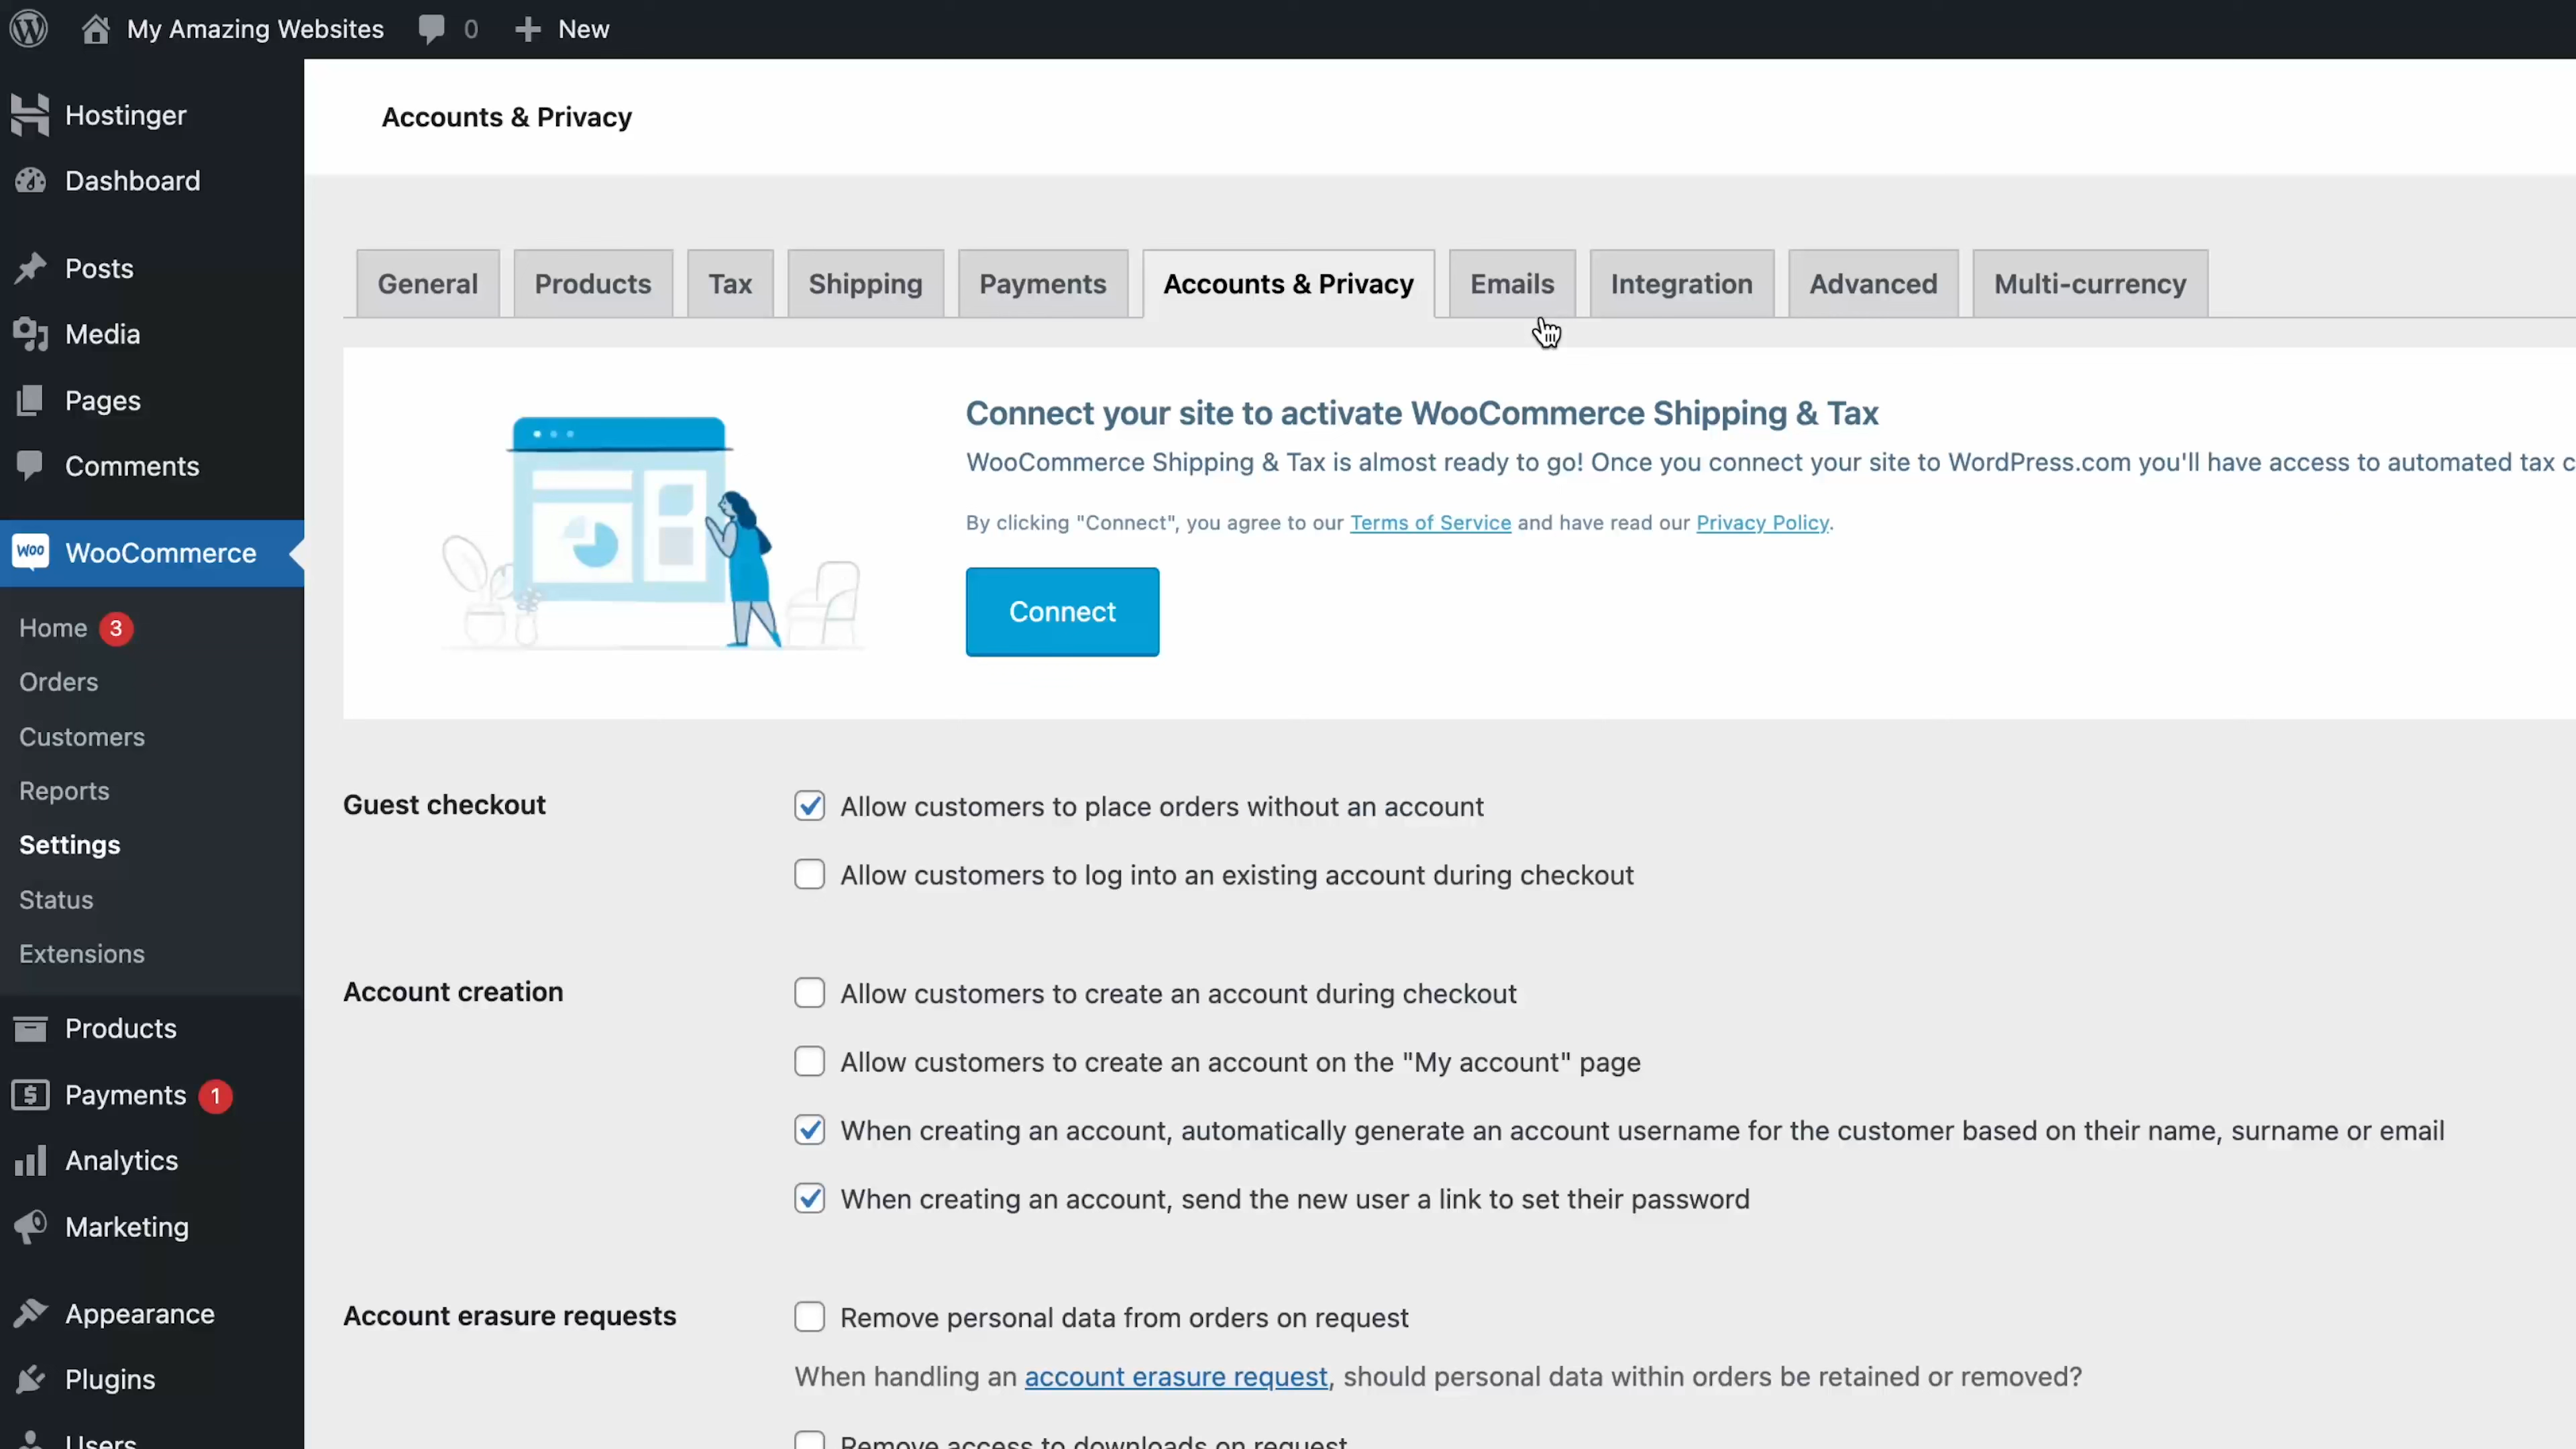 My Amazing Websites 0 New
Hostinger
Dashboard
Posts
Media
Pages
Comments
woo WooCommerce
Home 3
Orders
Customers
Reports
Settings
Status
Extensions
Products
Payments 1
Analytics
Marketing
Appearance
Plugins
Users
Accounts & Privacy
General Products Tax Shipping Payments Accounts & Privacy Emails Integration Advanced Multi-currency
Connect your site to activate WooCommerce Shipping & Tax
WooCommerce Shipping & Tax is almost ready to go! Once you connect your site to WordPress.com you'll have access to automated tax c
By clicking "Connect", you agree to our Terms of Service and have read our Privacy Policy.
Connect
Guest checkout
Allow customers to place orders without an account
Allow customers to log into an existing account during checkout
Account creation
Allow customers to create an account during checkout
Allow customers to create an account on the "My account" page
When creating an account, automatically generate an account username for the customer based on their name, surname or email
When creating an account, send the new user a link to set their password
Account erasure requests
Remove personal data from orders on request
When handling an account erasure request, should personal data within orders be retained or removed?
Remove access to downloads on request